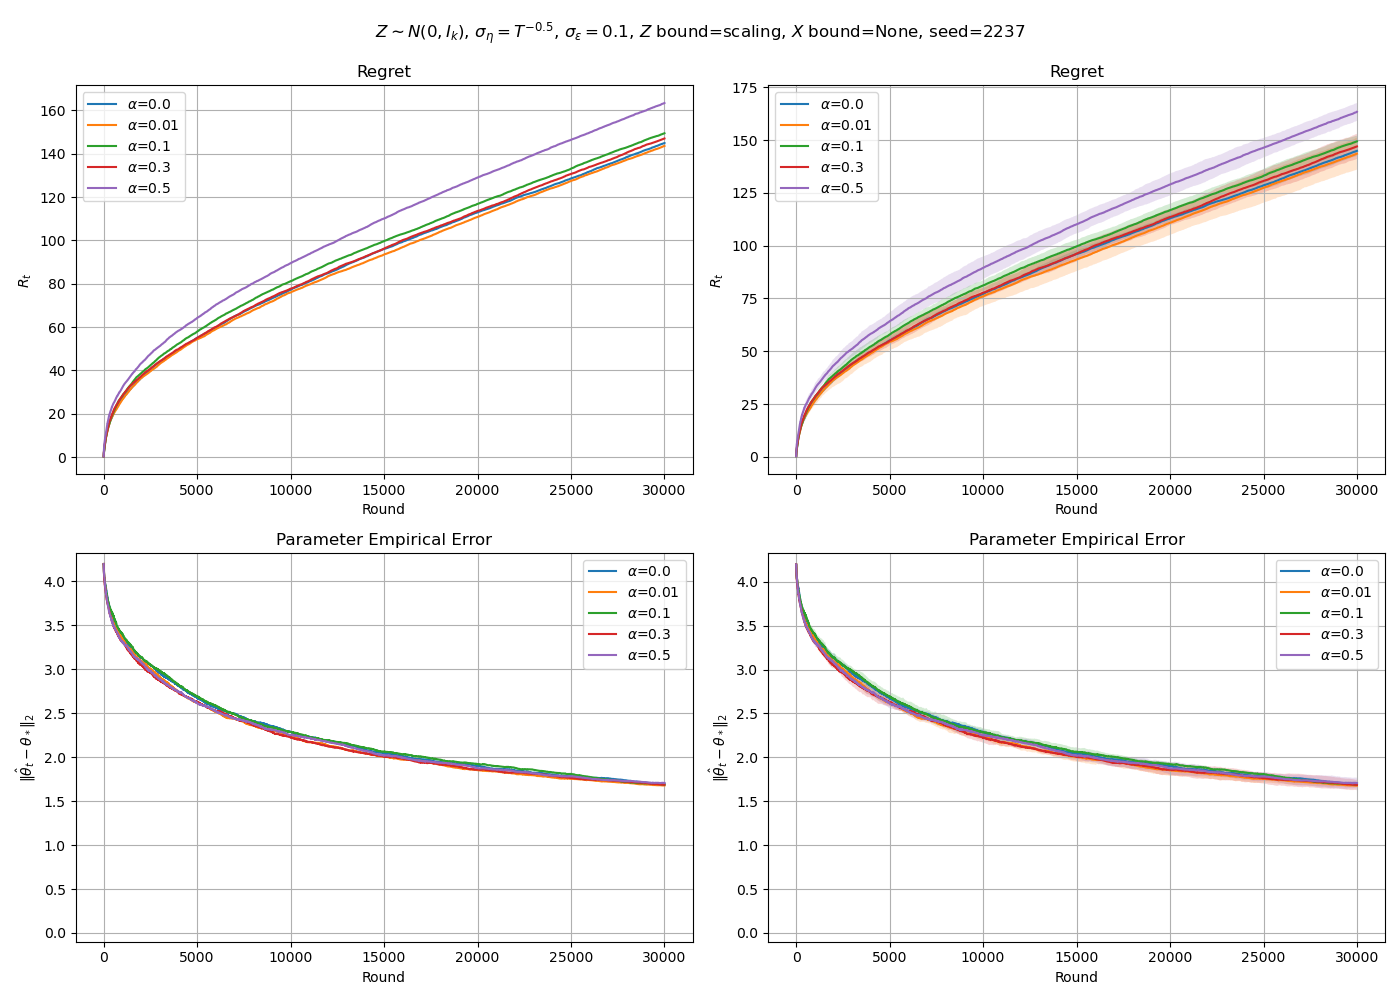 Z ∼ N(0, I_k), σ_η = T^{−0.5}, σ_ε = 0.1, Z bound=scaling, X bound=None, seed=2237
Regret
R_t
160
140
120
100
80
60
40
20
0
α=0.0
α=0.01
α=0.1
α=0.3
α=0.5
0 5000 10000 15000 20000 25000 30000
Round
Regret
R_t
175
150
125
100
75
50
25
0
α=0.0
α=0.01
α=0.1
α=0.3
α=0.5
0 5000 10000 15000 20000 25000 30000
Round
Parameter Empirical Error
‖θ̂_t − θ_*‖_2
4.0
3.5
3.0
2.5
2.0
1.5
1.0
0.5
0.0
α=0.0
α=0.01
α=0.1
α=0.3
α=0.5
0 5000 10000 15000 20000 25000 30000
Round
Parameter Empirical Error
‖θ̂_t − θ_*‖_2
4.0
3.5
3.0
2.5
2.0
1.5
1.0
0.5
0.0
α=0.0
α=0.01
α=0.1
α=0.3
α=0.5
0 5000 10000 15000 20000 25000 30000
Round